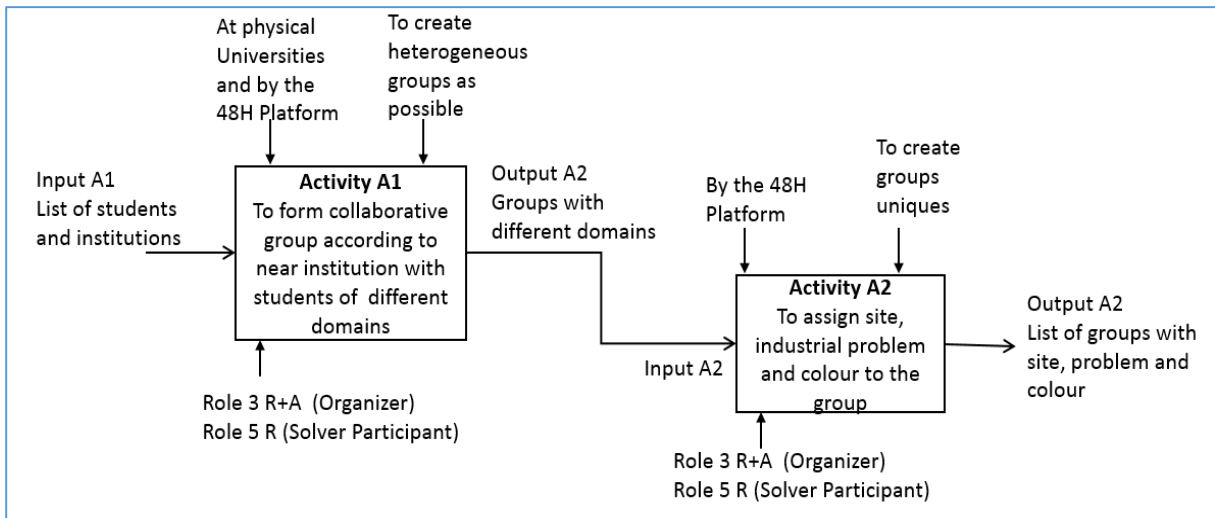 At physical
Universities
and by the
48H Platform
To create
heterogeneous
groups as
possible
Input A1
List of students
and institutions
Activity A1
To form collaborative
group according to
near institution with
students of different
domains
Output A2
Groups with
different domains
Role 3 R+A (Organizer)
Role 5 R (Solver Participant)
By the 48H
Platform
To create
groups
uniques
Input A2
Activity A2
To assign site,
industrial problem
and colour to the
group
Output A2
List of groups with
site, problem and
colour
Role 3 R+A (Organizer)
Role 5 R (Solver Participant)